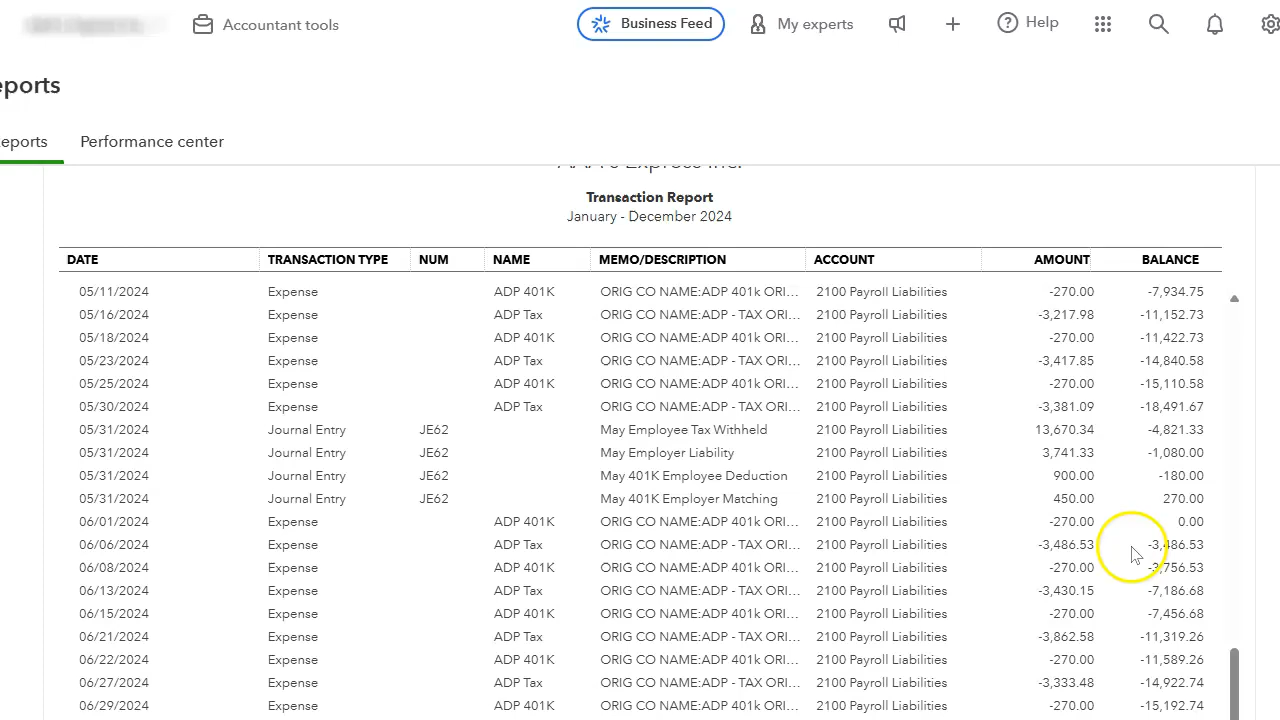 Accountant tools Business Feed My experts Help
eports
eports Performance center
Transaction Report
January - December 2024
DATE TRANSACTION TYPE NUM NAME MEMO/DESCRIPTION ACCOUNT AMOUNT BALANCE
05/11/2024 Expense ADP 401K ORIG CO NAME:ADP 401k ORI... 2100 Payroll Liabilities -270.00 -7,934.75
05/16/2024 Expense ADP Tax ORIG CO NAME:ADP - TAX ORI... 2100 Payroll Liabilities -3,217.98 -11,152.73
05/18/2024 Expense ADP 401K ORIG CO NAME:ADP 401k ORI... 2100 Payroll Liabilities -270.00 -11,422.73
05/23/2024 Expense ADP Tax ORIG CO NAME:ADP - TAX ORI... 2100 Payroll Liabilities -3,417.85 -14,840.58
05/25/2024 Expense ADP 401K ORIG CO NAME:ADP 401k ORI... 2100 Payroll Liabilities -270.00 -15,110.58
05/30/2024 Expense ADP Tax ORIG CO NAME:ADP - TAX ORI... 2100 Payroll Liabilities -3,381.09 -18,491.67
05/31/2024 Journal Entry JE62 May Employee Tax Withheld 2100 Payroll Liabilities 13,670.34 -4,821.33
05/31/2024 Journal Entry JE62 May Employer Liability 2100 Payroll Liabilities 3,741.33 -1,080.00
05/31/2024 Journal Entry JE62 May 401K Employee Deduction 2100 Payroll Liabilities 900.00 -180.00
05/31/2024 Journal Entry JE62 May 401K Employer Matching 2100 Payroll Liabilities 450.00 270.00
06/01/2024 Expense ADP 401K ORIG CO NAME:ADP 401k ORI... 2100 Payroll Liabilities -270.00 0.00
06/06/2024 Expense ADP Tax ORIG CO NAME:ADP - TAX ORI... 2100 Payroll Liabilities -3,486.53 -3,486.53
06/08/2024 Expense ADP 401K ORIG CO NAME:ADP 401k ORI... 2100 Payroll Liabilities -270.00 -3,756.53
06/13/2024 Expense ADP Tax ORIG CO NAME:ADP - TAX ORI... 2100 Payroll Liabilities -3,430.15 -7,186.68
06/15/2024 Expense ADP 401K ORIG CO NAME:ADP 401k ORI... 2100 Payroll Liabilities -270.00 -7,456.68
06/21/2024 Expense ADP Tax ORIG CO NAME:ADP - TAX ORI... 2100 Payroll Liabilities -3,862.58 -11,319.26
06/22/2024 Expense ADP 401K ORIG CO NAME:ADP 401k ORI... 2100 Payroll Liabilities -270.00 -11,589.26
06/27/2024 Expense ADP Tax ORIG CO NAME:ADP - TAX ORI... 2100 Payroll Liabilities -3,333.48 -14,922.74
06/29/2024 Expense ADP 401K ORIG CO NAME:ADP 401k ORI... 2100 Payroll Liabilities -270.00 -15,192.74